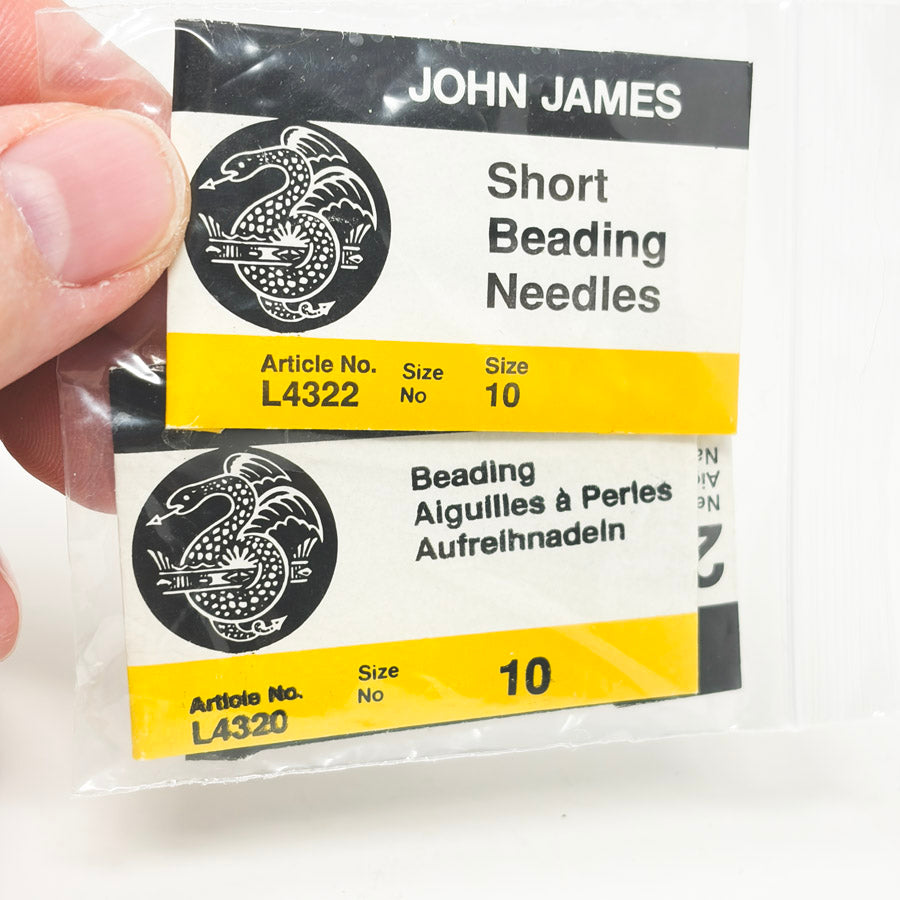 JOHN JAMES
Short
Beading
Needles
Article No.
L4322
Size
No
Size
10
Beading
Aiguilles à Perles
Aufreihnadeln
Article No.
L4320
Size
No
10